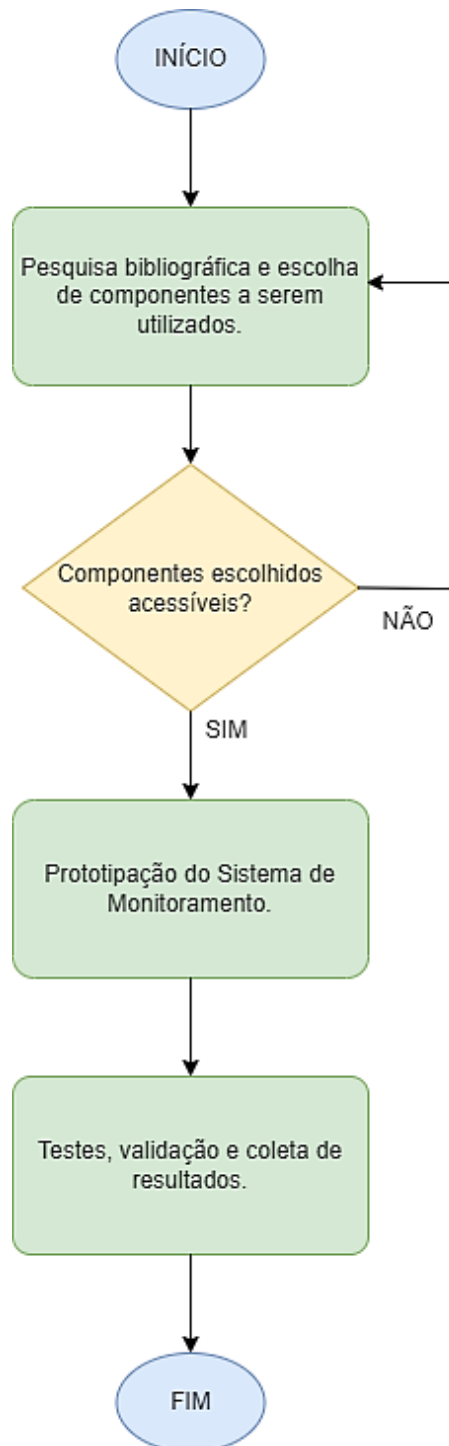 INÍCIO
Pesquisa bibliográfica e escolha
de componentes a serem
utilizados.
Componentes escolhidos
acessíveis?
NÃO
SIM
Prototipação do Sistema de
Monitoramento.
Testes, validação e coleta de
resultados.
FIM